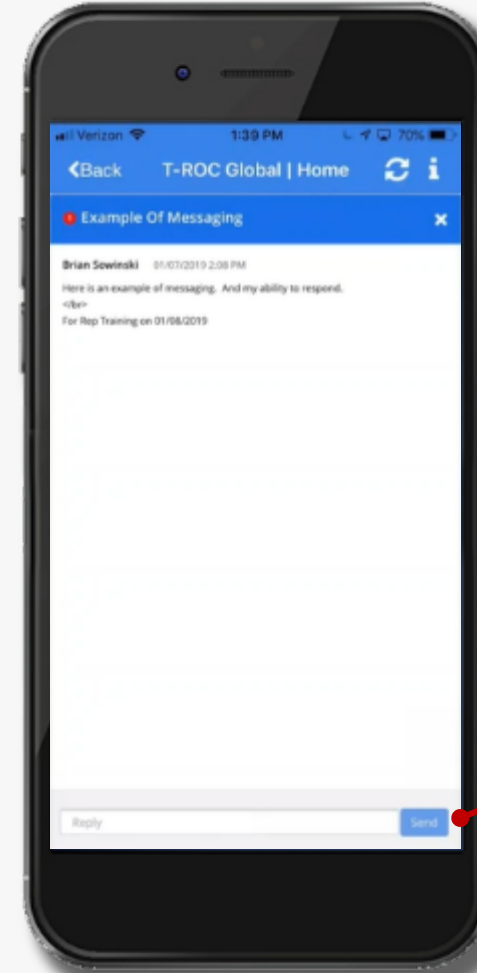 Verizon 1:39 PM 70%
Back T-ROC Global | Home i
Example Of Messaging
Brian Sowinski 01/07/2019 2:08 PM
Here is an example of messaging. And my ability to respond.
</br>
For Rep Training on 01/08/2019
Reply Send